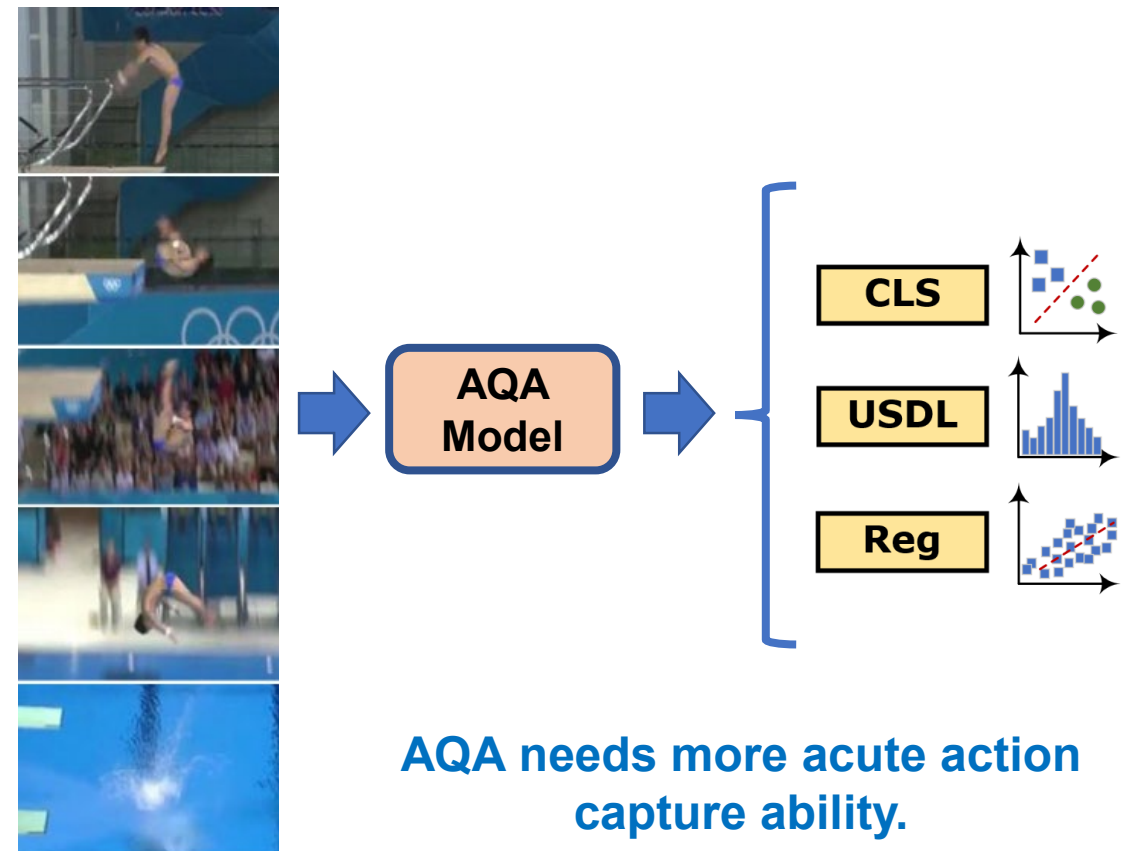 AQA
Model
CLS
USDL
Reg
AQA needs more acute action
capture ability.